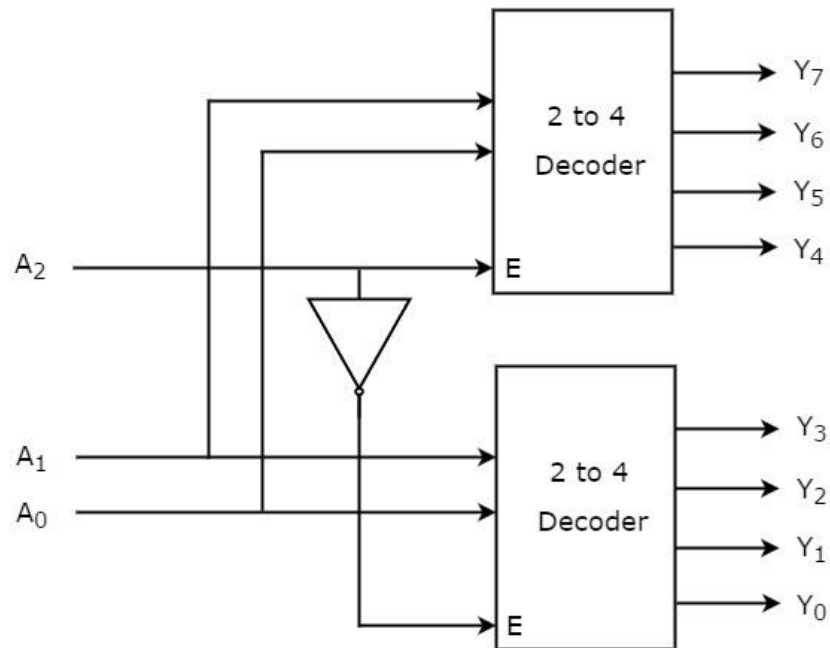 2 to 4
Decoder
E
Y₇
Y₆
Y₅
Y₄
A₂
A₁
A₀
2 to 4
Decoder
E
Y₃
Y₂
Y₁
Y₀